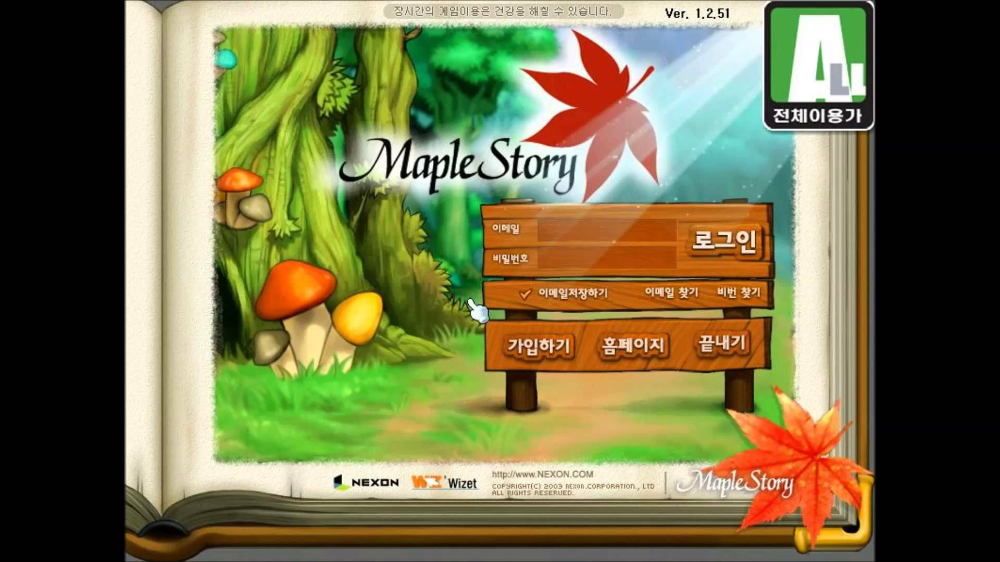 장시간의 게임이용은 건강을 해칠 수 있습니다.
Ver. 1.2.51
ALL
전체이용가
MapleStory
이메일
로그인
비밀번호
이메일저장하기 이메일 찾기 비번 찾기
가입하기 홈페이지 끝내기
NEXON Wizet
http://www.NEXON.COM
COPYRIGHT(C) 2003 NEXON.CORPORATION., LTD
ALL RIGHTS RESERVED.
MapleStory